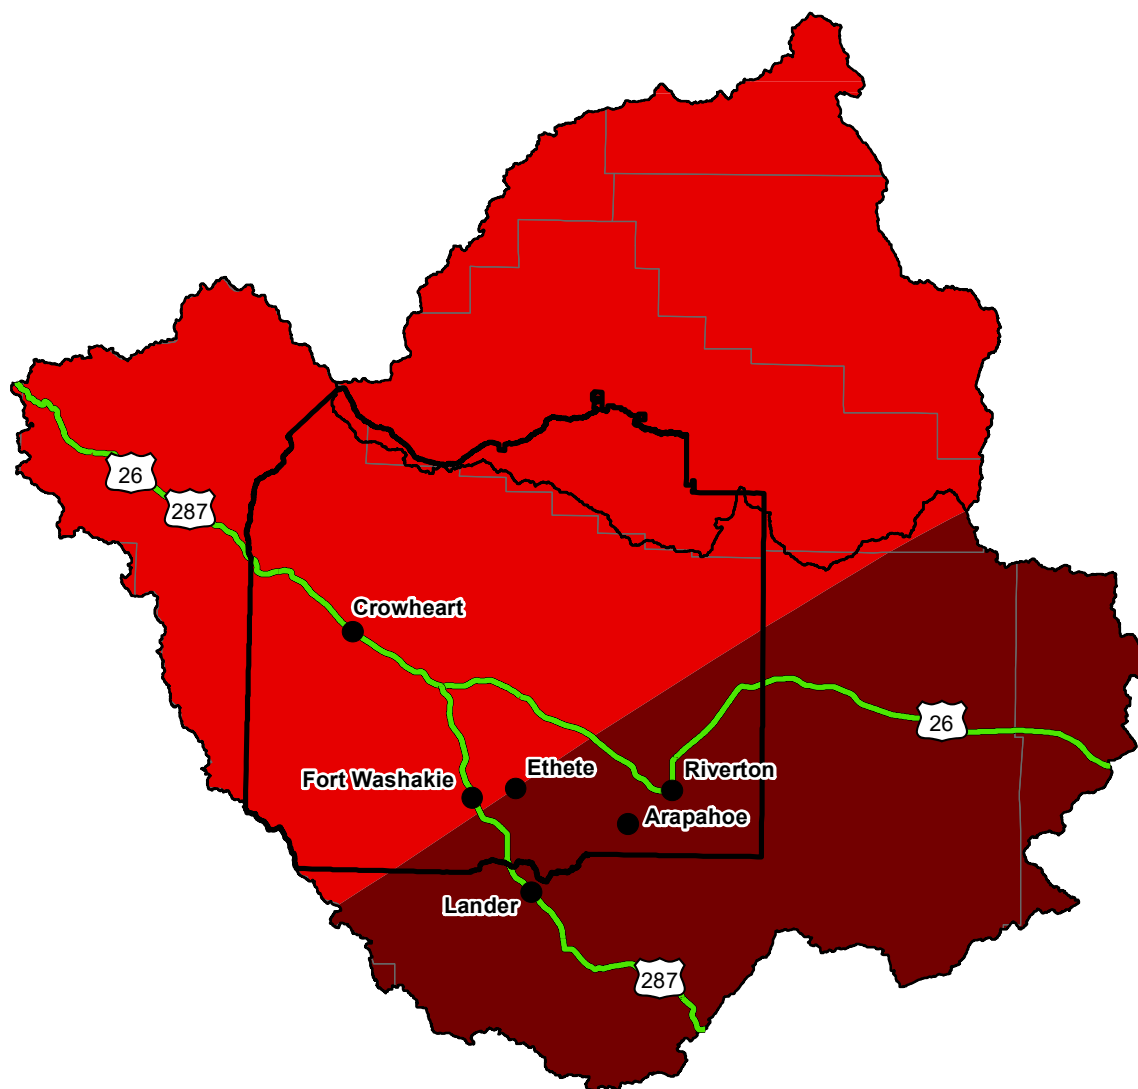 26
287
Crowheart
26
Ethete
Riverton
Fort Washakie
Arapahoe
Lander
287